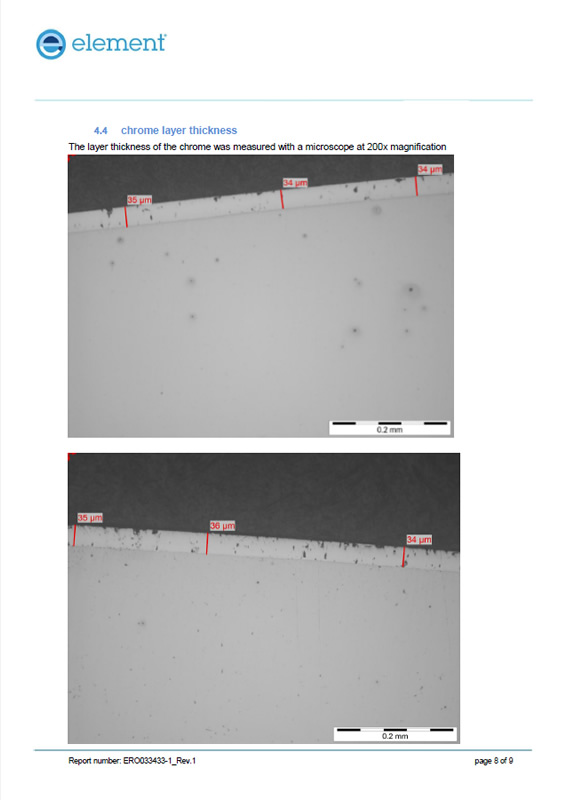 element
4.4 chrome layer thickness
The layer thickness of the chrome was measured with a microscope at 200x magnification
35 µm
34 µm
34 µm
0.2 mm
35 µm
36 µm
34 µm
0.2 mm
Report number: ERO033433-1_Rev.1 page 8 of 9